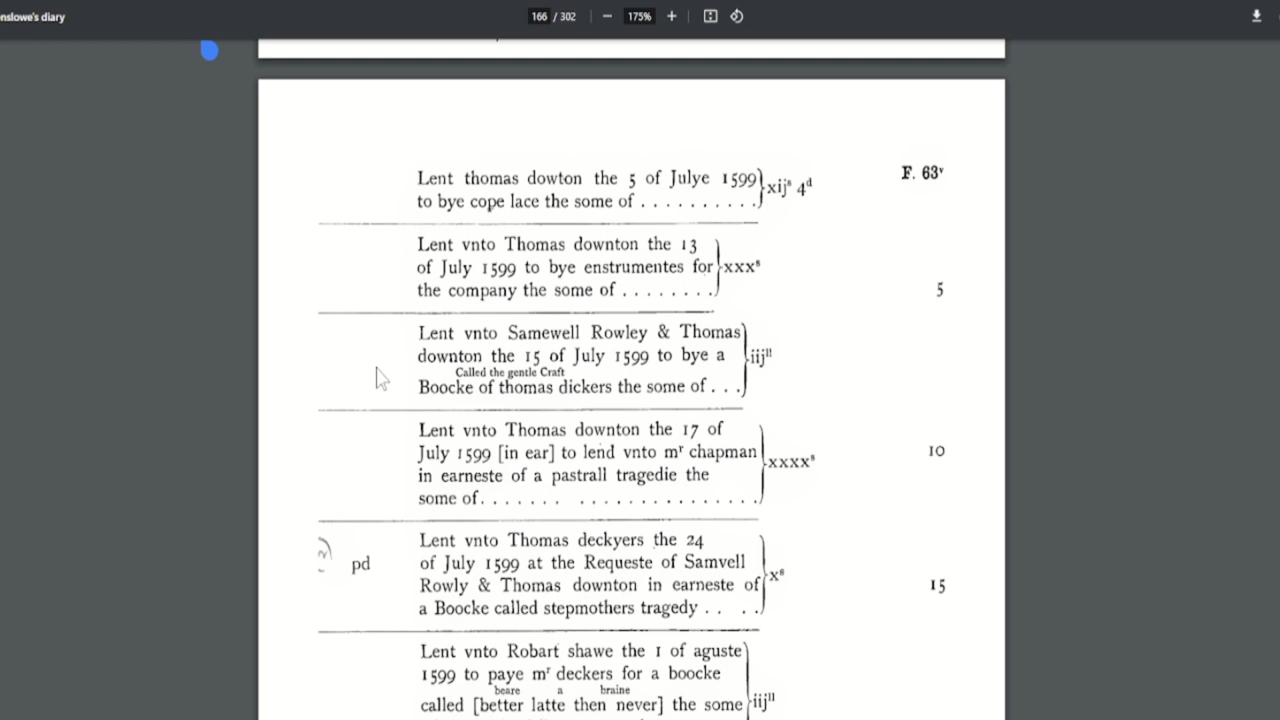 nslowe's diary
166 / 302
175%
F. 63v
Lent thomas dowton the 5 of Julye 1599
to bye cope lace the some of . . . . . . . . . . xijs 4d
Lent vnto Thomas downton the 13
of July 1599 to bye enstrumentes for xxxs
the company the some of . . . . . . . . 5
Lent vnto Samewell Rowley & Thomas
downton the 15 of July 1599 to bye a iijll
Called the gentle Craft
Boocke of thomas dickers the some of . . .
Lent vnto Thomas downton the 17 of
July 1599 [in ear] to lend vnto mr chapman 10
in earneste of a pastrall tragedie the xxxxs
some of . . . . . . . . . . . . . . . . . . . . .
Lent vnto Thomas deckyers the 24
pd of July 1599 at the Requeste of Samvell
Rowly & Thomas downton in earneste of xs 15
a Boocke called stepmothers tragedy . . . .
Lent vnto Robart shawe the 1 of aguste
1599 to paye mr deckers for a boocke
beare a braine
called [better latte then never] the some iijll